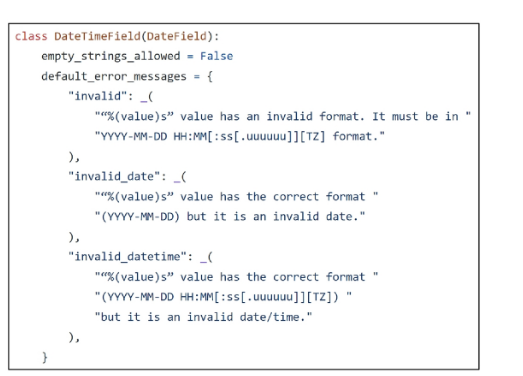 class DateTimeField(DateField):
    empty_strings_allowed = False
    default_error_messages = {
        "invalid": _(
            "“%(value)s” value has an invalid format. It must be in "
            "YYYY-MM-DD HH:MM[:ss[.uuuuuu]][TZ] format."
        ),
        "invalid_date": _(
            "“%(value)s” value has the correct format "
            "(YYYY-MM-DD) but it is an invalid date."
        ),
        "invalid_datetime": _(
            "“%(value)s” value has the correct format "
            "(YYYY-MM-DD HH:MM[:ss[.uuuuuu]][TZ]) "
            "but it is an invalid date/time."
        ),
    }